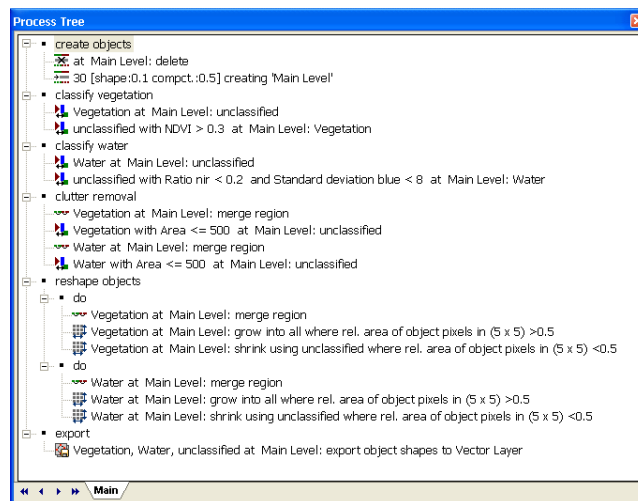 Process Tree
create objects
at Main Level: delete
30 [shape:0.1 compct.:0.5] creating 'Main Level'
classify vegetation
Vegetation at Main Level: unclassified
unclassified with NDVI > 0.3 at Main Level: Vegetation
classify water
Water at Main Level: unclassified
unclassified with Ratio nir < 0.2 and Standard deviation blue < 8 at Main Level: Water
clutter removal
Vegetation at Main Level: merge region
Vegetation with Area <= 500 at Main Level: unclassified
Water at Main Level: merge region
Water with Area <= 500 at Main Level: unclassified
reshape objects
do
Vegetation at Main Level: merge region
Vegetation at Main Level: grow into all where rel. area of object pixels in (5 x 5) >0.5
Vegetation at Main Level: shrink using unclassified where rel. area of object pixels in (5 x 5) <0.5
do
Water at Main Level: merge region
Water at Main Level: grow into all where rel. area of object pixels in (5 x 5) >0.5
Water at Main Level: shrink using unclassified where rel. area of object pixels in (5 x 5) <0.5
export
Vegetation, Water, unclassified at Main Level: export object shapes to Vector Layer
Main